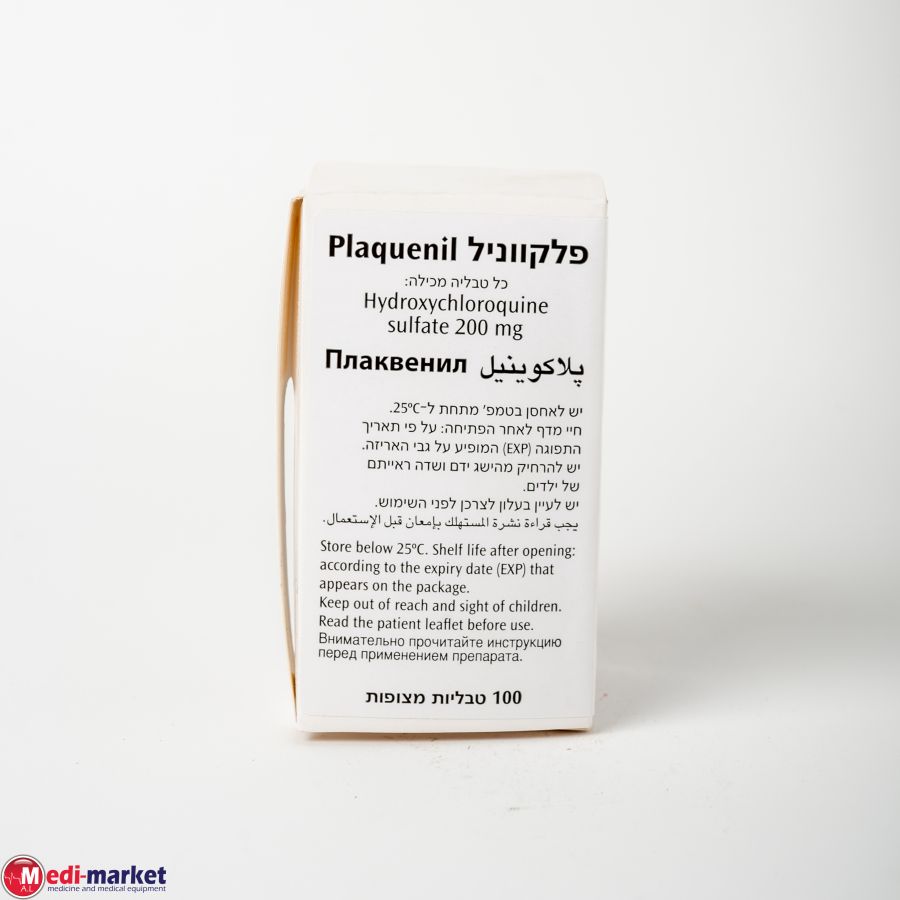 Plaquenil פלקווניל
כל טבליה מכילה:
Hydroxychloroquine
sulfate 200 mg
Плаквенил پلاكوينيل
יש לאחסן בטמפ' מתחת ל-25ºC.
חיי מדף לאחר הפתיחה: על פי תאריך
התפוגה (EXP) המופיע על גבי האריזה.
יש להרחיק מהישג ידם ושדה ראייתם
של ילדים.
יש לעיין בעלון לצרכן לפני השימוש.
يجب قراءة نشرة المستهلك بإمعان قبل الإستعمال.
Store below 25ºC. Shelf life after opening:
according to the expiry date (EXP) that
appears on the package.
Keep out of reach and sight of children.
Read the patient leaflet before use.
Внимательно прочитайте инструкцию
перед применением препарата.
100 טבליות מצופות
Medi-market
A.L
medicine and medical equipment